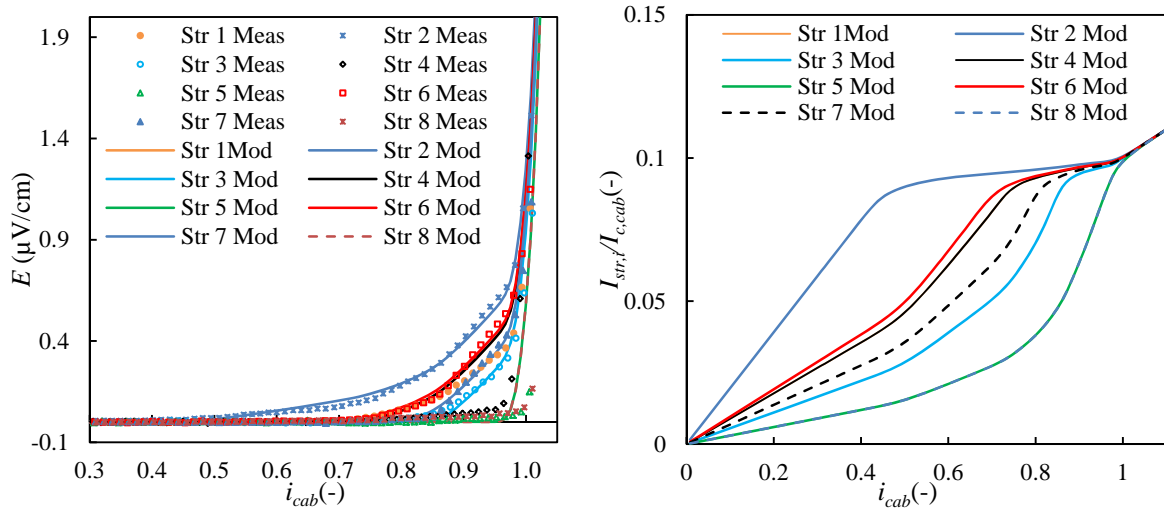 E (µV/cm)
1.9
1.4
0.9
0.4
-0.1
0.3 0.4 0.5 0.6 0.7 0.8 0.9 1.0
i_cab(-)
Str 1 Meas Str 2 Meas
Str 3 Meas Str 4 Meas
Str 5 Meas Str 6 Meas
Str 7 Meas Str 8 Meas
Str 1Mod Str 2 Mod
Str 3 Mod Str 4 Mod
Str 5 Mod Str 6 Mod
Str 7 Mod Str 8 Mod
I_str,i/I_c,cab(-)
0.15
0.1
0.05
0
0 0.2 0.4 0.6 0.8 1
i_cab(-)
Str 1Mod Str 2 Mod
Str 3 Mod Str 4 Mod
Str 5 Mod Str 6 Mod
Str 7 Mod Str 8 Mod